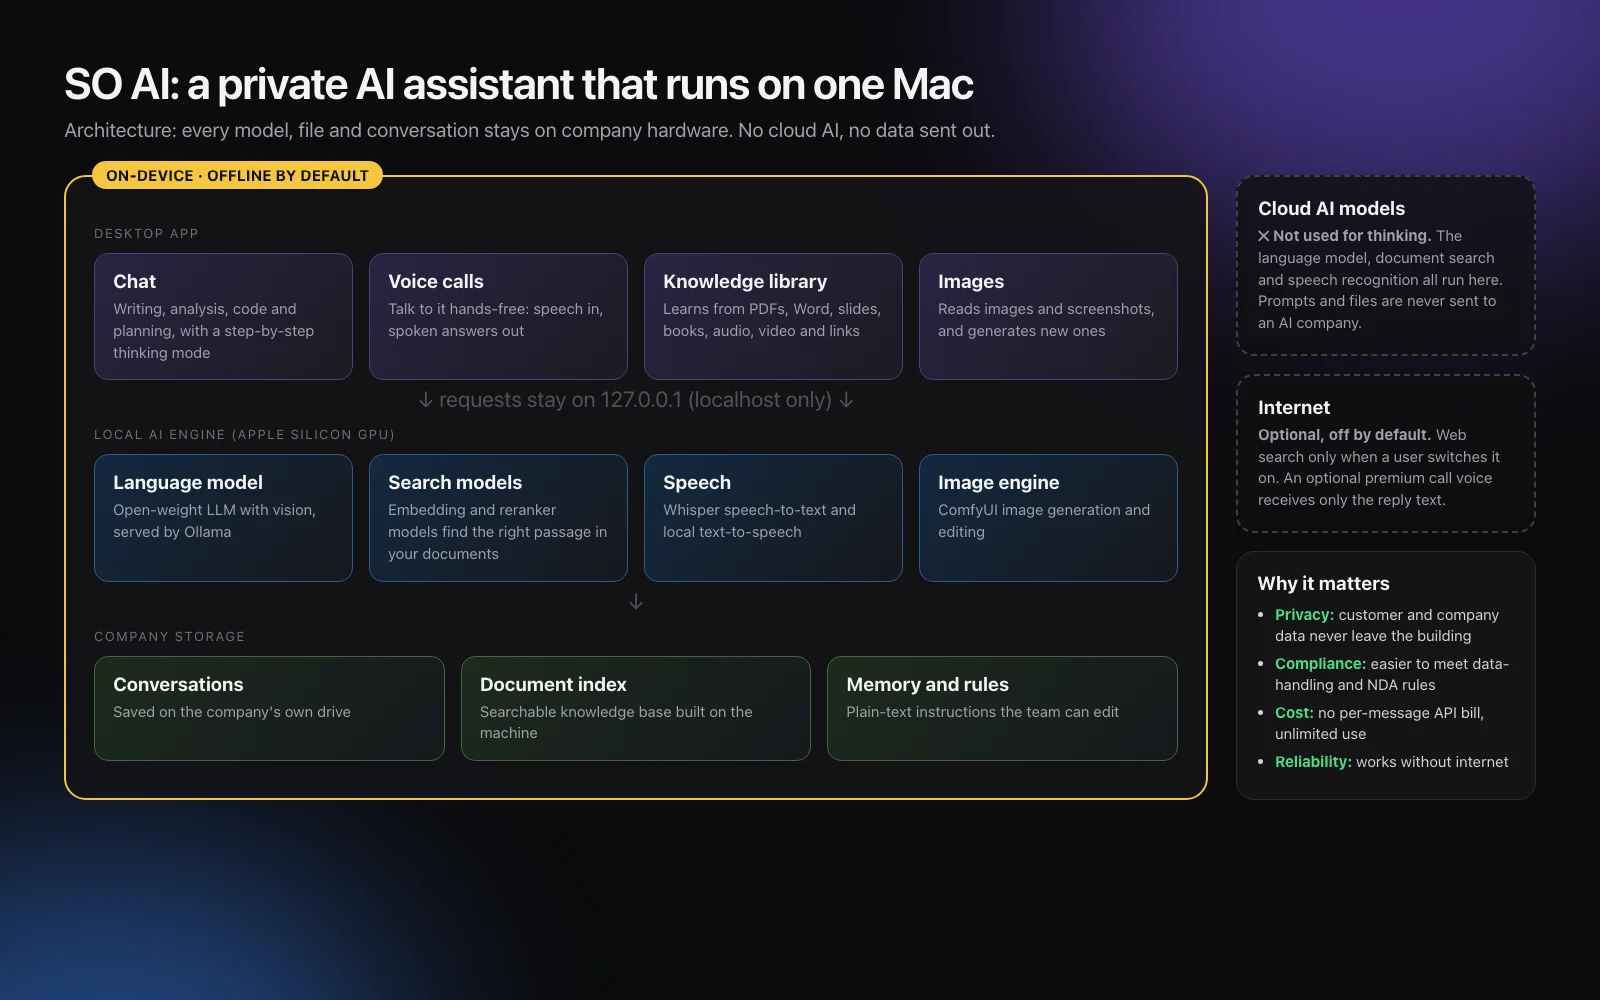 SO AI: a private AI assistant that runs on one Mac
Architecture: every model, file and conversation stays on company hardware. No cloud AI, no data sent out.
ON-DEVICE · OFFLINE BY DEFAULT
DESKTOP APP
Chat
Writing, analysis, code and
planning, with a step-by-step
thinking mode
Voice calls
Talk to it hands-free: speech in,
spoken answers out
Knowledge library
Learns from PDFs, Word, slides,
books, audio, video and links
Images
Reads images and screenshots,
and generates new ones
↓ requests stay on 127.0.0.1 (localhost only) ↓
LOCAL AI ENGINE (APPLE SILICON GPU)
Language model
Open-weight LLM with vision,
served by Ollama
Search models
Embedding and reranker
models find the right passage in
your documents
Speech
Whisper speech-to-text and
local text-to-speech
Image engine
ComfyUI image generation and
editing
↓
COMPANY STORAGE
Conversations
Saved on the company's own drive
Document index
Searchable knowledge base built on the
machine
Memory and rules
Plain-text instructions the team can edit
Cloud AI models
✕ Not used for thinking. The
language model, document search
and speech recognition all run here.
Prompts and files are never sent to
an AI company.
Internet
Optional, off by default. Web
search only when a user switches it
on. An optional premium call voice
receives only the reply text.
Why it matters
• Privacy: customer and company
data never leave the building
• Compliance: easier to meet data-
handling and NDA rules
• Cost: no per-message API bill,
unlimited use
• Reliability: works without internet